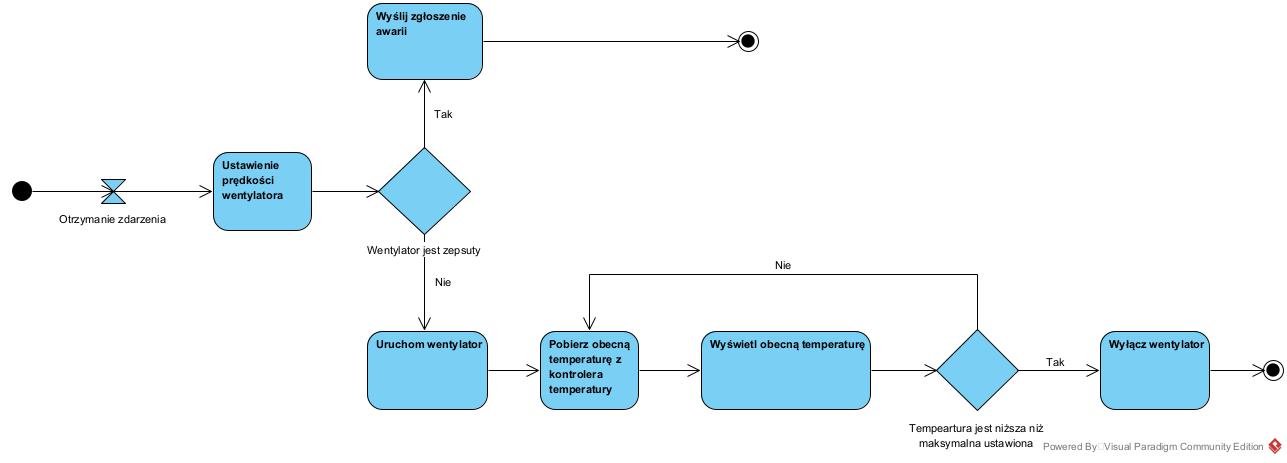 Wyślij zgłoszenie
awarii
Tak
Ustawienie
prędkości
wentylatora
Otrzymanie zdarzenia
Wentylator jest zepsuty
Nie
Nie
Uruchom wentylator
Pobierz obecną
temperaturę z
kontrolera
temperatury
Wyświetl obecną temperaturę
Tak
Wyłącz wentylator
Tempeartura jest niższa niż
maksymalna ustawiona
Powered By Visual Paradigm Community Edition